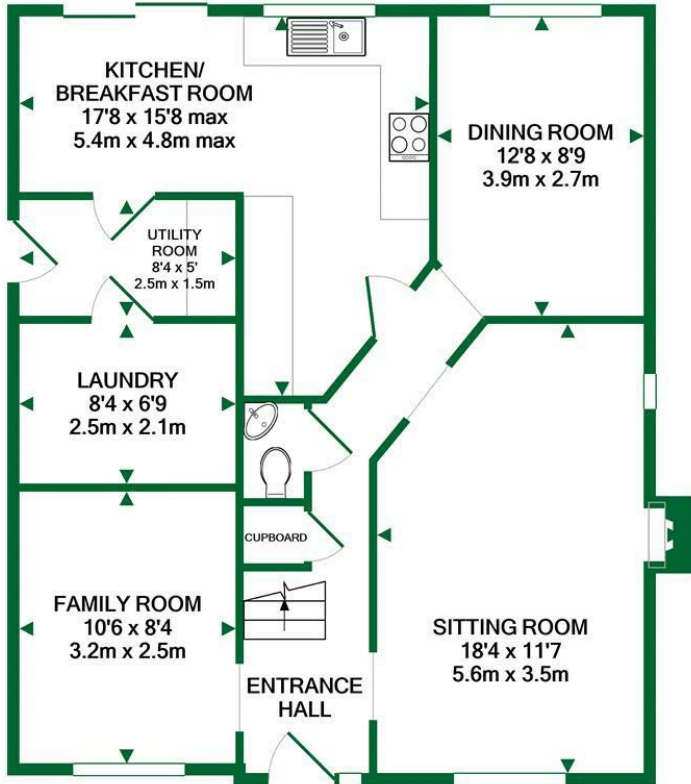 KITCHEN/
BREAKFAST ROOM
17'8 x 15'8 max
5.4m x 4.8m max
DINING ROOM
12'8 x 8'9
3.9m x 2.7m
UTILITY
ROOM
8'4 x 5'
2.5m x 1.5m
LAUNDRY
8'4 x 6'9
2.5m x 2.1m
CUPBOARD
FAMILY ROOM
10'6 x 8'4
3.2m x 2.5m
SITTING ROOM
18'4 x 11'7
5.6m x 3.5m
ENTRANCE
HALL